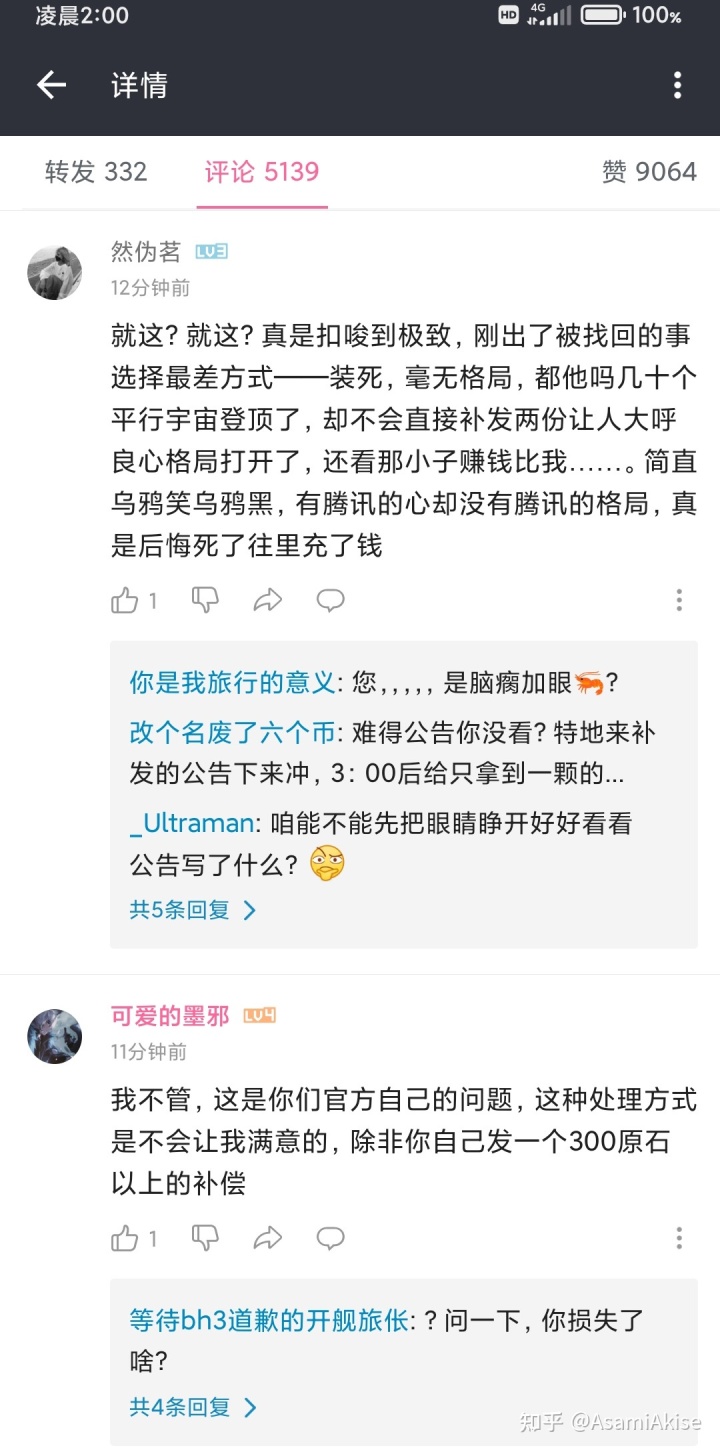 凌晨2:00
HD 4G 100%
详情
转发 332 评论 5139 赞 9064
然伪茗 LV3
12分钟前
就这? 就这? 真是扣唆到极致, 刚出了被找回的事
选择最差方式——装死, 毫无格局, 都他吗几十个
平行宇宙登顶了, 却不会直接补发两份让人大呼
良心格局打开了, 还看那小子赚钱比我……。简直
乌鸦笑乌鸦黑, 有腾讯的心却没有腾讯的格局, 真
是后悔死了往里充了钱
1
你是我旅行的意义: 您,,,,, 是脑瘸加眼🦐?
改个名废了六个币: 难得公告你没看? 特地来补
发的公告下来冲, 3: 00后给只拿到一颗的...
_Ultraman: 咱能不能先把眼睛睁开好好看看
公告写了什么?
共5条回复
可爱的墨邪 LV4
11分钟前
我不管, 这是你们官方自己的问题, 这种处理方式
是不会让我满意的, 除非你自己发一个300原石
以上的补偿
1
等待bh3道歉的开舰旅伥: ? 问一下, 你损失了
啥?
共4条回复
知乎 @AsamiAkise